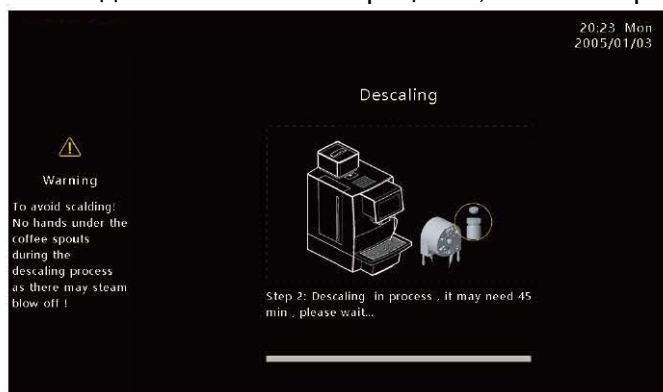 20:23 Mon
2005/01/03
Descaling
Warning
To avoid scalding!
No hands under the
coffee spouts
during the
descaling process
as there may steam
blow off !
Step 2: Descaling in process , it may need 45
min , please wait...